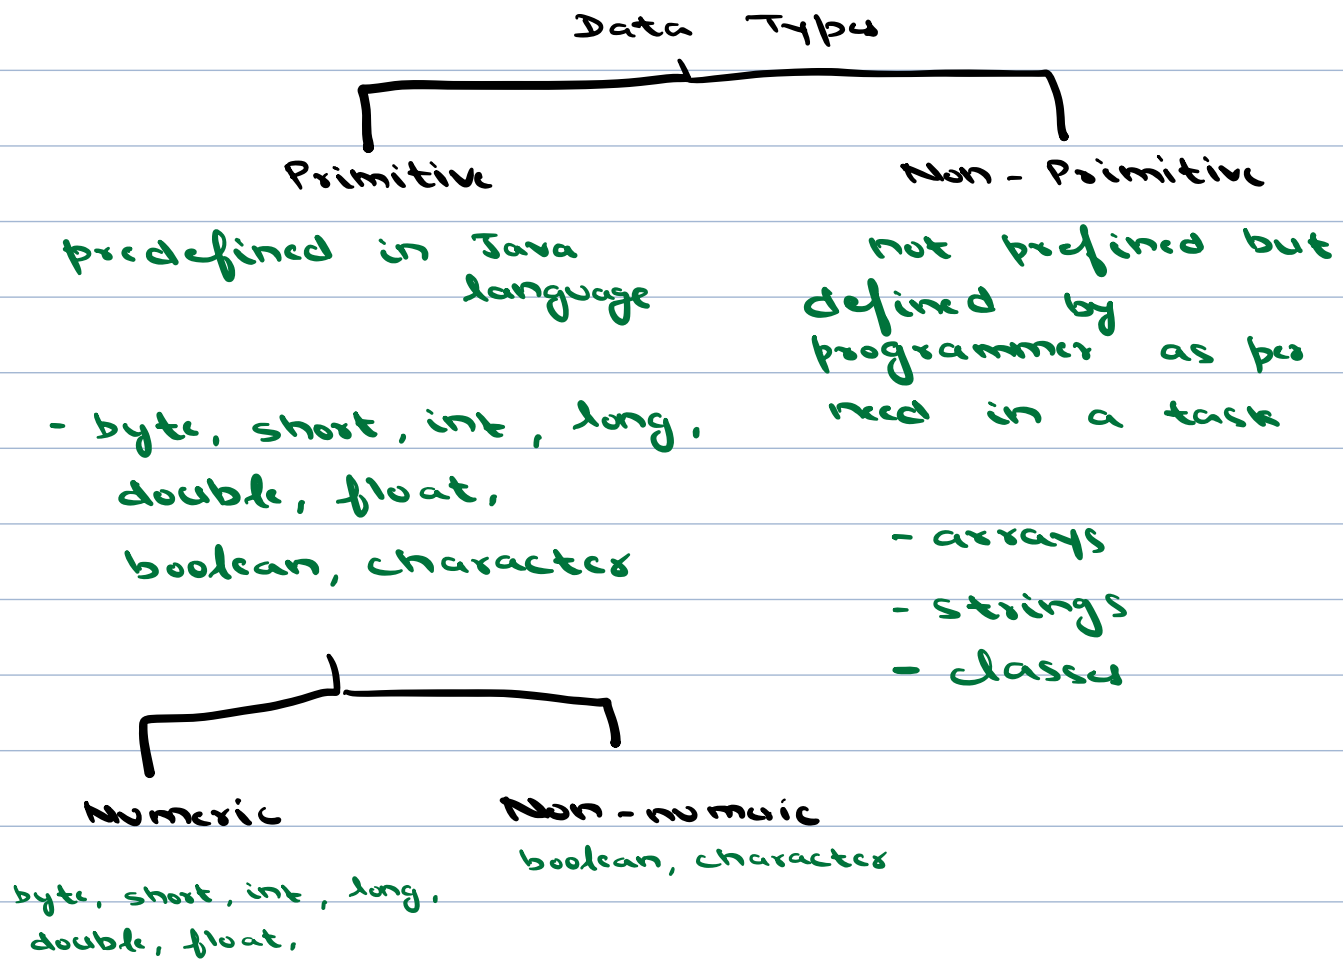 Data Types
Primitive
Non - Primitive
predefined in Java
language
- byte, short, int, long,
double, float,
boolean, character
not prefined but
defined by
programmer as per
need in a task
- arrays
- strings
- classes
Numeric
byte, short, int, long,
double, float,
Non - numeric
boolean, character